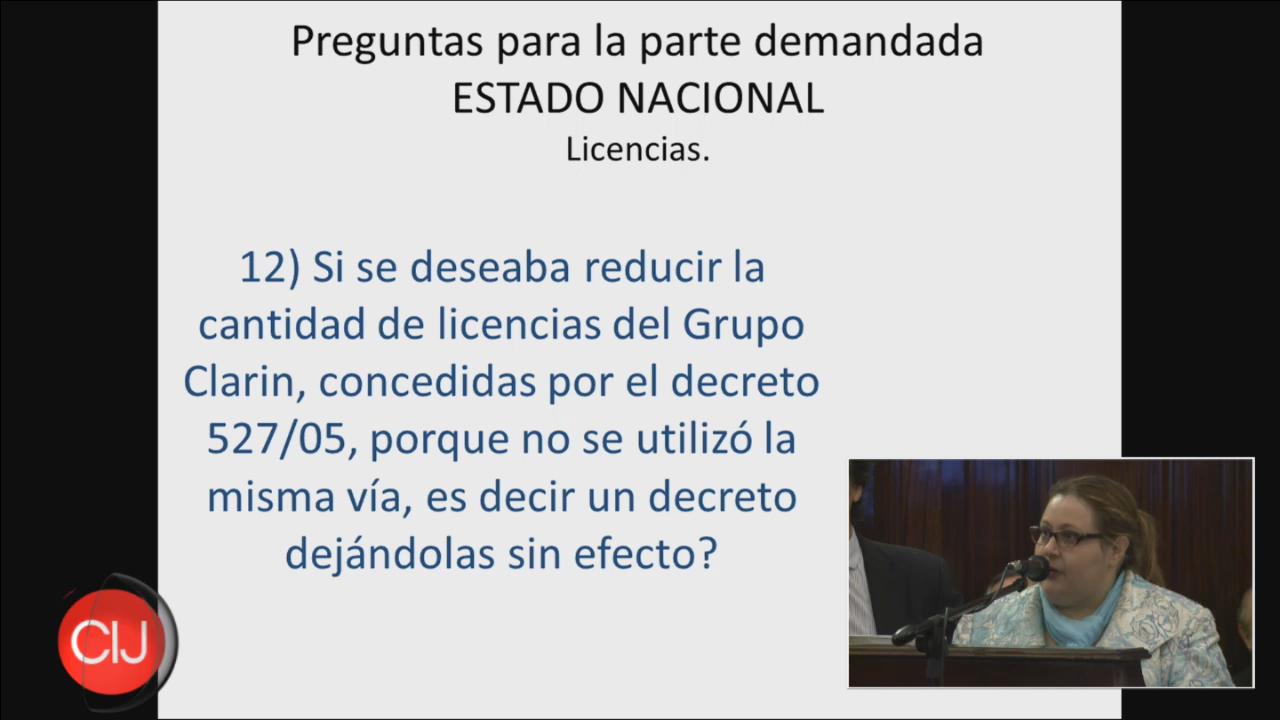 Preguntas para la parte demandada
ESTADO NACIONAL
Licencias.
12) Si se deseaba reducir la
cantidad de licencias del Grupo
Clarin, concedidas por el decreto
527/05, porque no se utilizó la
misma vía, es decir un decreto
dejándolas sin efecto?
CIJ